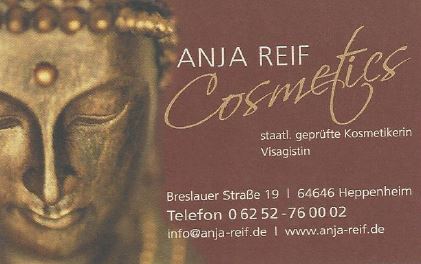 ANJA REIF
Cosmetics
staatl. geprüfte Kosmetikerin
Visagistin
Breslauer Straße 19 | 64646 Heppenheim
Telefon 0 62 52 - 76 00 02
info@anja-reif.de | www.anja-reif.de